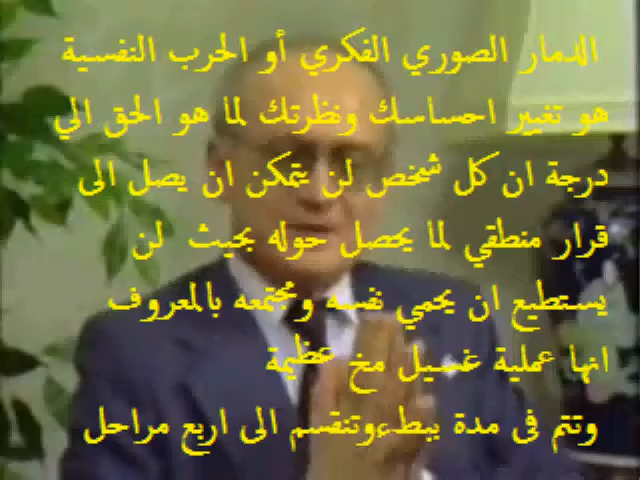 الدمار الصوري الفكري أو الحرب النفسية
هو تغيير احساسك ونظرتك لما هو الحق الي
درجة ان كل شخص لن يتمكن ان يصل الى
قرار منطقي لما يحصل حوله بحيث لن
يستطيع ان يحمي نفسه ومجتمعه بالمعروف
انها عملية غسيل مخ عظيمة
وتتم فى مدة ببطء وتنقسم الى اربع مراحل